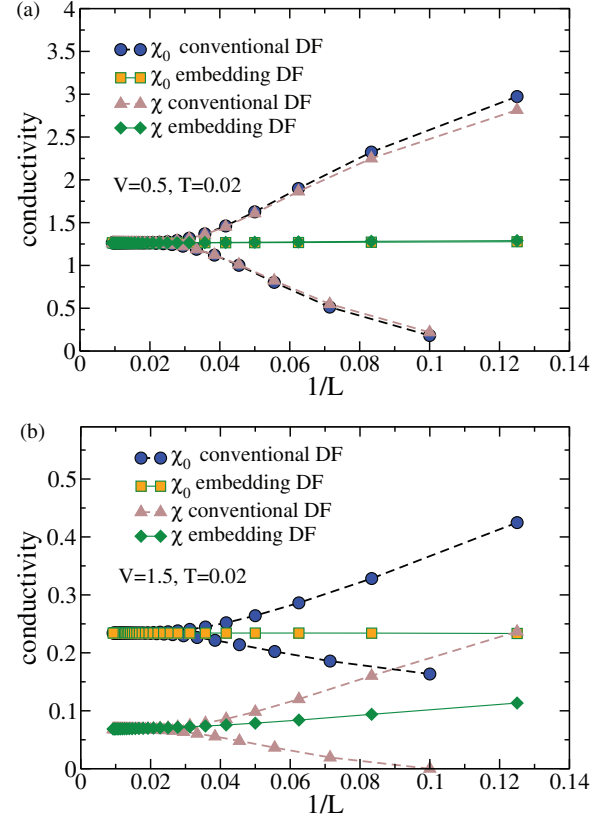 (a)
4
3.5
3
2.5
2
1.5
1
0.5
0
conductivity
χ₀ conventional DF
χ₀ embedding DF
χ conventional DF
χ embedding DF
V=0.5, T=0.02
0.02 0.04 0.06 0.08 0.1 0.12 0.14
1/L
(b)
0.5
0.4
0.3
0.2
0.1
0
conductivity
χ₀ conventional DF
χ₀ embedding DF
χ conventional DF
χ embedding DF
V=1.5, T=0.02
0.02 0.04 0.06 0.08 0.1 0.12 0.14
1/L